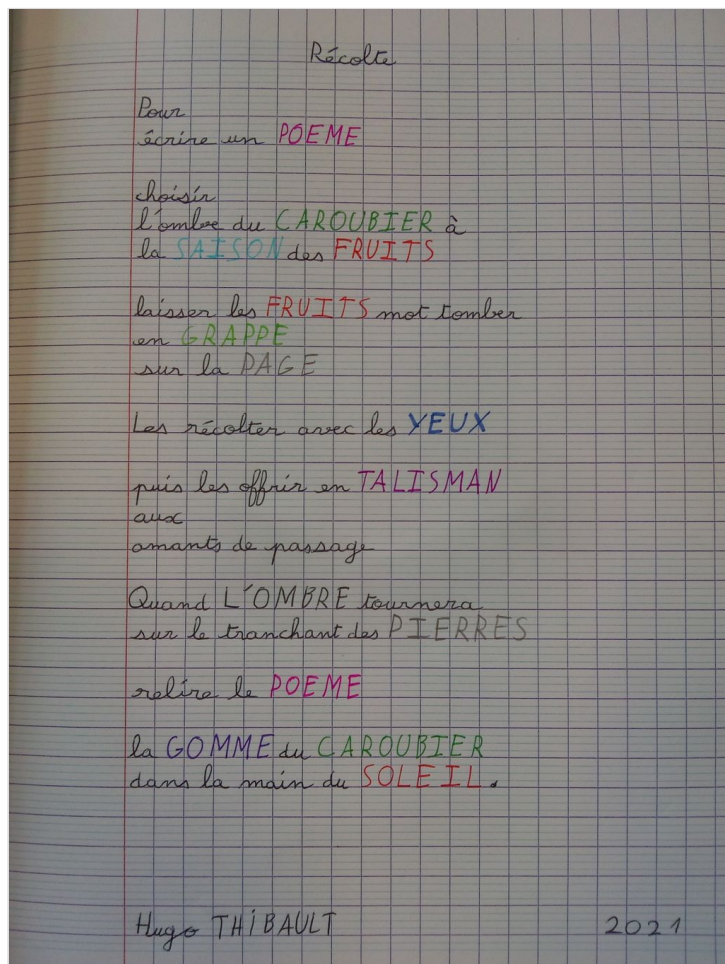 Récolte
Pour
écrire un POEME
choisir
l'ombre du CAROUBIER à
la SAISON des FRUITS
laisser les FRUITS mot tomber
en GRAPPE
sur la PAGE
Les récolter avec les YEUX
puis les offrir en TALISMAN
aux
amants de passage
Quand L'OMBRE tournera
sur le tranchant des PIERRES
relire le POEME
la GOMME du CAROUBIER
dans la main du SOLEIL.
Hugo THIBAULT 2021